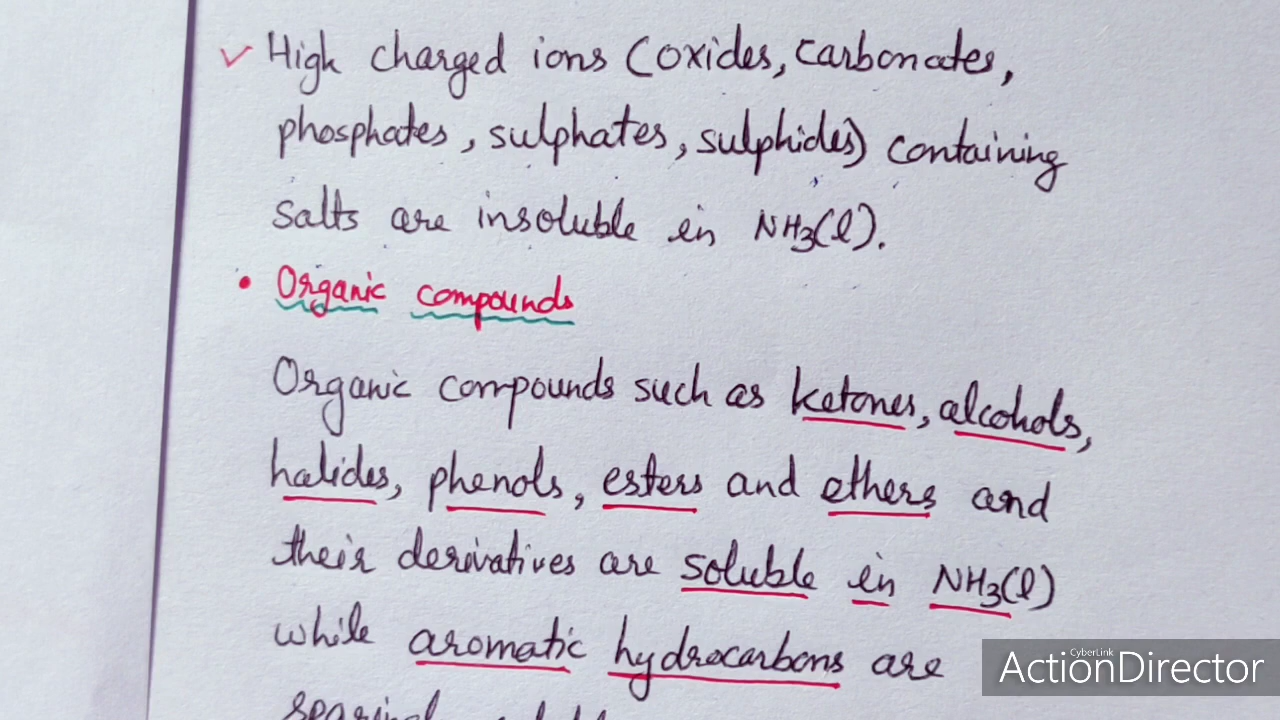 ✓ High charged ions (oxides, carbonates,
phosphates, sulphates, sulphides) containing
salts are insoluble in NH3(l).
• Organic compounds
Organic compounds such as ketones, alcohols,
halides, phenols, esters and ethers and
their derivatives are soluble in NH3(l)
while aromatic hydrocarbons are
CyberLink
ActionDirector